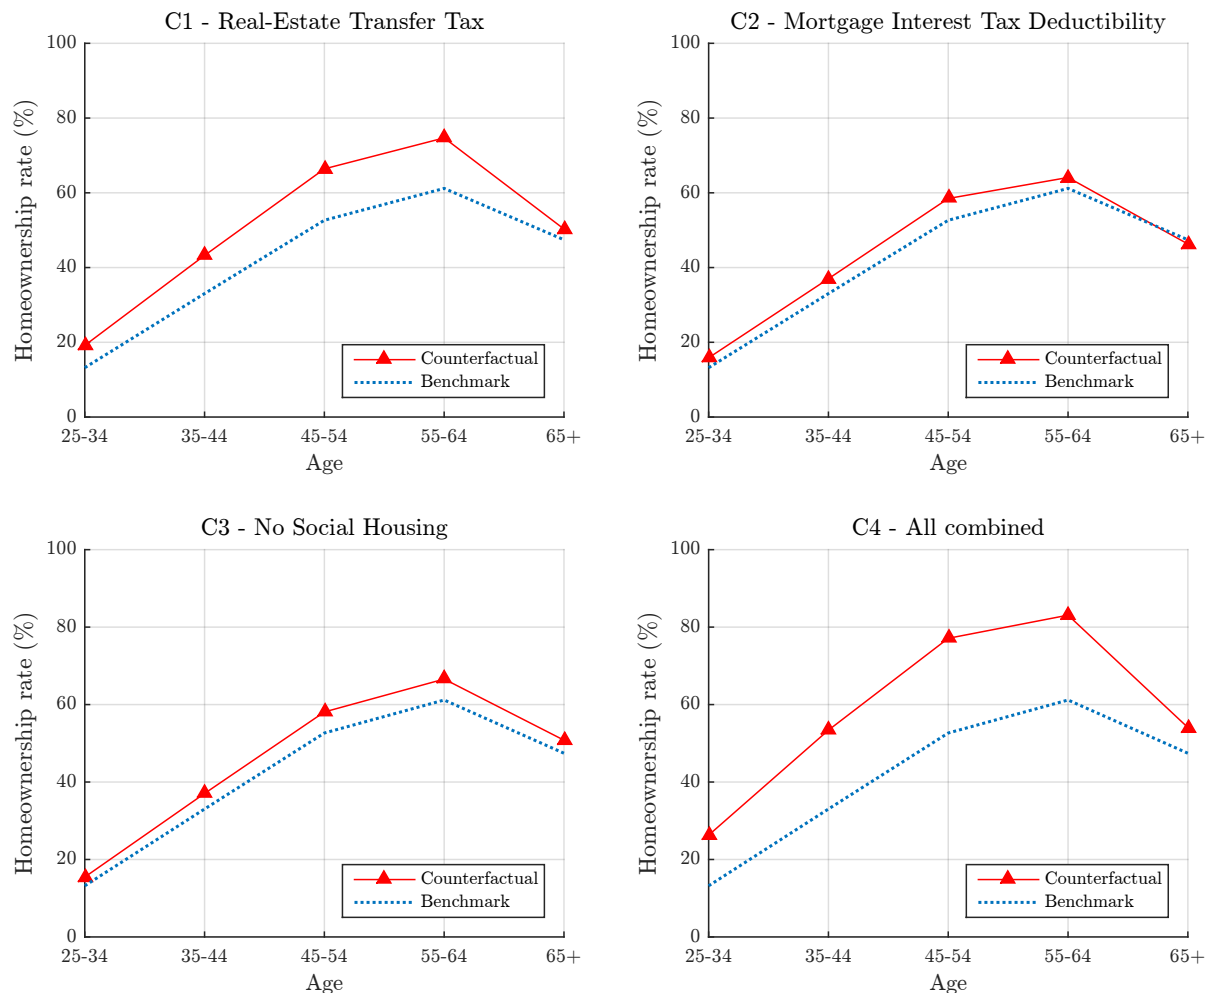 C1 - Real-Estate Transfer Tax
Homeownership rate (%)
100
80
60
40
20
0
25-34 35-44 45-54 55-64 65+
Age
Counterfactual
Benchmark
C2 - Mortgage Interest Tax Deductibility
Homeownership rate (%)
100
80
60
40
20
0
25-34 35-44 45-54 55-64 65+
Age
Counterfactual
Benchmark
C3 - No Social Housing
Homeownership rate (%)
100
80
60
40
20
0
25-34 35-44 45-54 55-64 65+
Age
Counterfactual
Benchmark
C4 - All combined
Homeownership rate (%)
100
80
60
40
20
0
25-34 35-44 45-54 55-64 65+
Age
Counterfactual
Benchmark